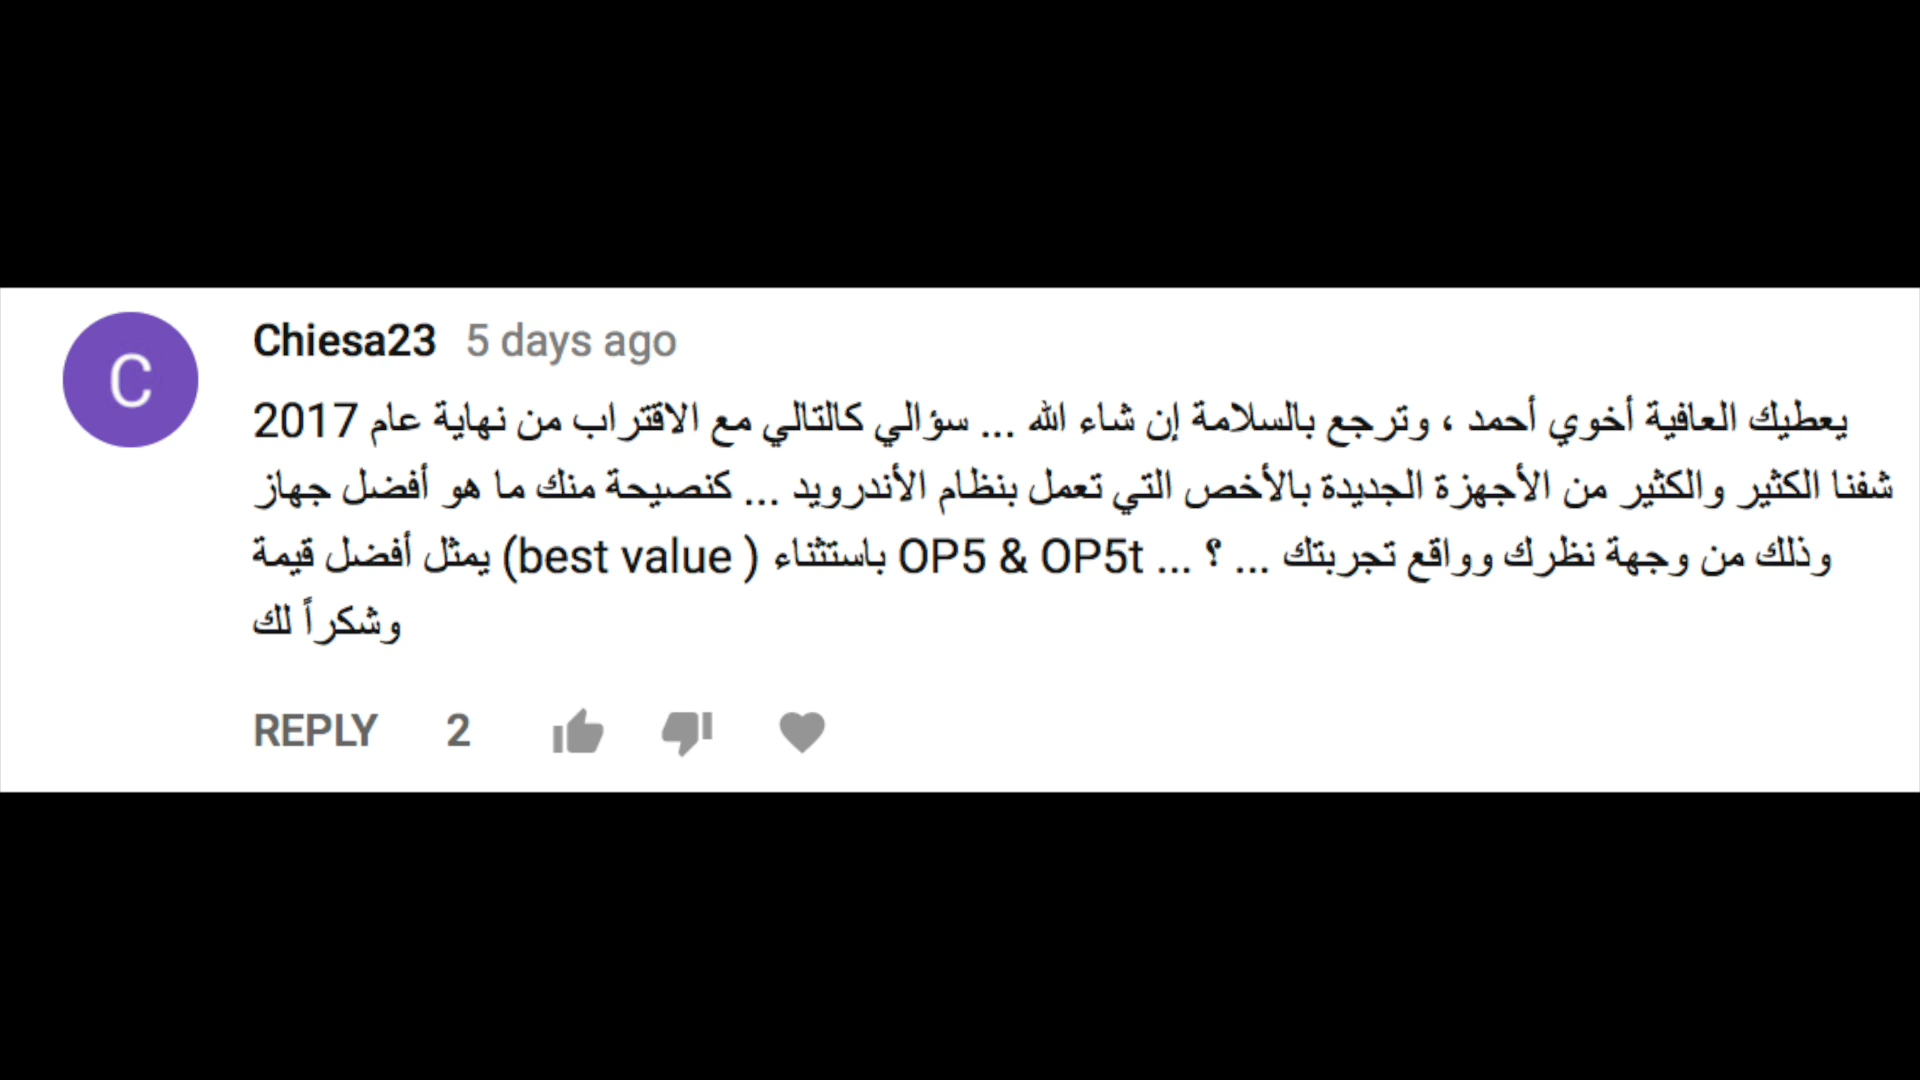 Chiesa23 5 days ago
يعطيك العافية أخوي أحمد ، وترجع بالسلامة إن شاء الله ... سؤالي كالتالي مع الاقتراب من نهاية عام 2017
شفنا الكثير والكثير من الأجهزة الجديدة بالأخص التي تعمل بنظام الأندرويد ... كنصيحة منك ما هو أفضل جهاز
يمثل أفضل قيمة (best value ) باستثناء OP5 & OP5t ... ؟ ... وذلك من وجهة نظرك وواقع تجربتك
وشكراً لك
REPLY 2
C